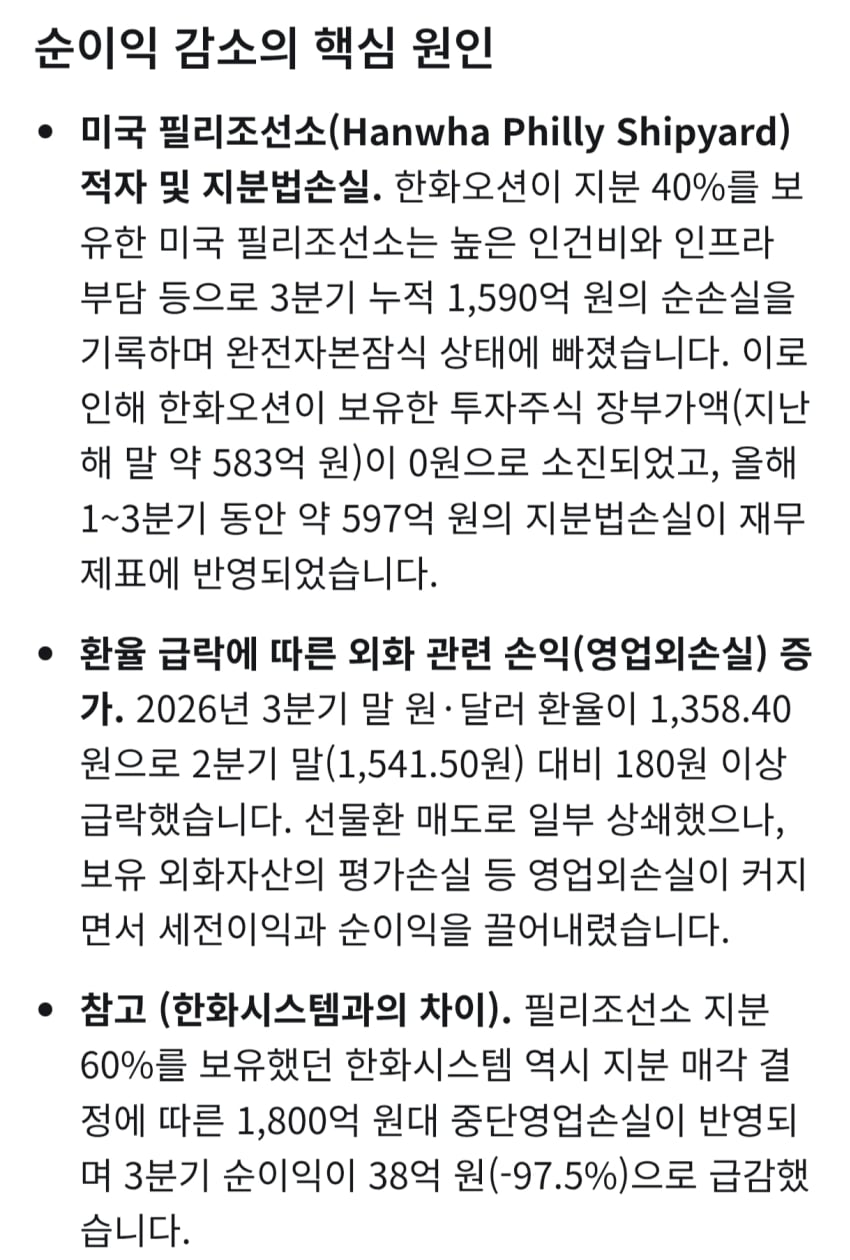 순이익 감소의 핵심 원인
• 미국 필리조선소(Hanwha Philly Shipyard)
적자 및 지분법손실. 한화오션이 지분 40%를 보
유한 미국 필리조선소는 높은 인건비와 인프라
부담 등으로 3분기 누적 1,590억 원의 순손실을
기록하며 완전자본잠식 상태에 빠졌습니다. 이로
인해 한화오션이 보유한 투자주식 장부가액(지난
해 말 약 583억 원)이 0원으로 소진되었고, 올해
1~3분기 동안 약 597억 원의 지분법손실이 재무
제표에 반영되었습니다.
• 환율 급락에 따른 외화 관련 손익(영업외손실) 증
가. 2026년 3분기 말 원·달러 환율이 1,358.40
원으로 2분기 말(1,541.50원) 대비 180원 이상
급락했습니다. 선물환 매도로 일부 상쇄했으나,
보유 외화자산의 평가손실 등 영업외손실이 커지
면서 세전이익과 순이익을 끌어내렸습니다.
• 참고 (한화시스템과의 차이). 필리조선소 지분
60%를 보유했던 한화시스템 역시 지분 매각 결
정에 따른 1,800억 원대 중단영업손실이 반영되
며 3분기 순이익이 38억 원(-97.5%)으로 급감했
습니다.